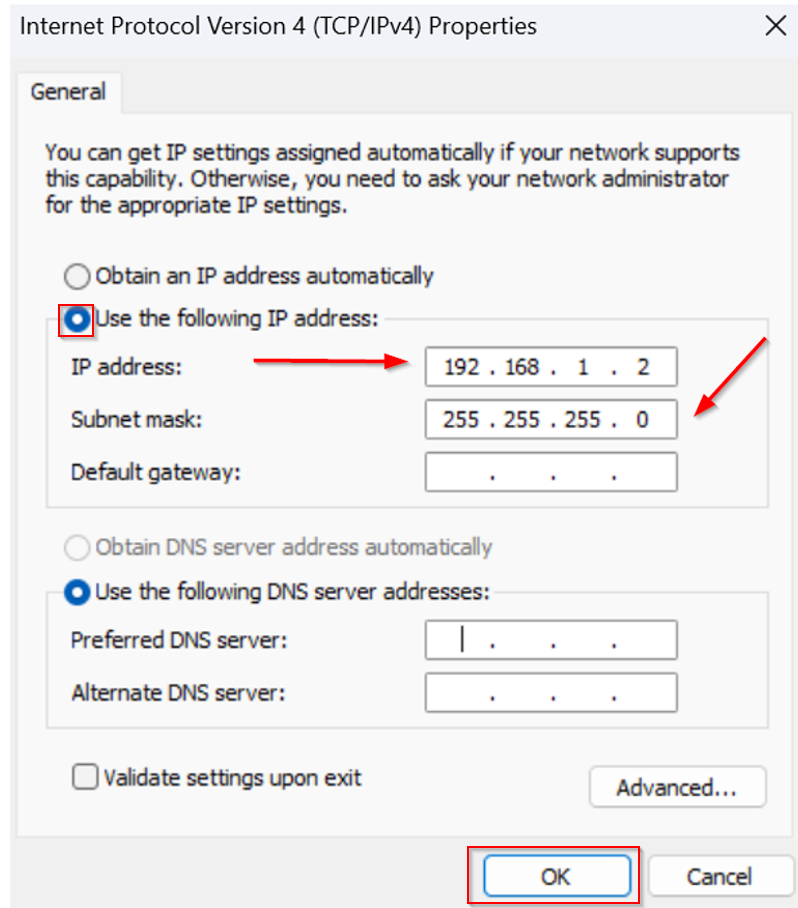 Internet Protocol Version 4 (TCP/IPv4) Properties
General
You can get IP settings assigned automatically if your network supports
this capability. Otherwise, you need to ask your network administrator
for the appropriate IP settings.
Obtain an IP address automatically
Use the following IP address:
IP address: 192 . 168 . 1 . 2
Subnet mask: 255 . 255 . 255 . 0
Default gateway: . . .
Obtain DNS server address automatically
Use the following DNS server addresses:
Preferred DNS server: . . .
Alternate DNS server: . . .
Validate settings upon exit
Advanced...
OK Cancel